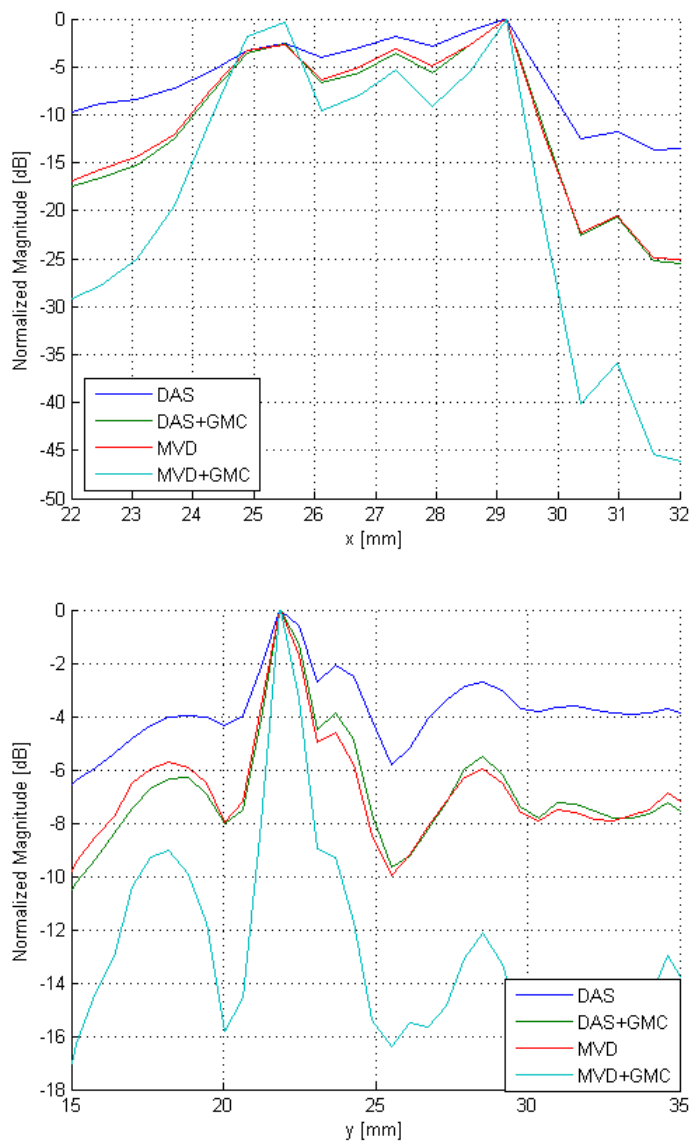 0
-5
-10
-15
-20
-25
-30
-35
-40
-45
-50
Normalized Magnitude [dB]
DAS
DAS+GMC
MVD
MVD+GMC
22 23 24 25 26 27 28 29 30 31 32
x [mm]
0
-2
-4
-6
-8
-10
-12
-14
-16
-18
Normalized Magnitude [dB]
DAS
DAS+GMC
MVD
MVD+GMC
15 20 25 30 35
y [mm]